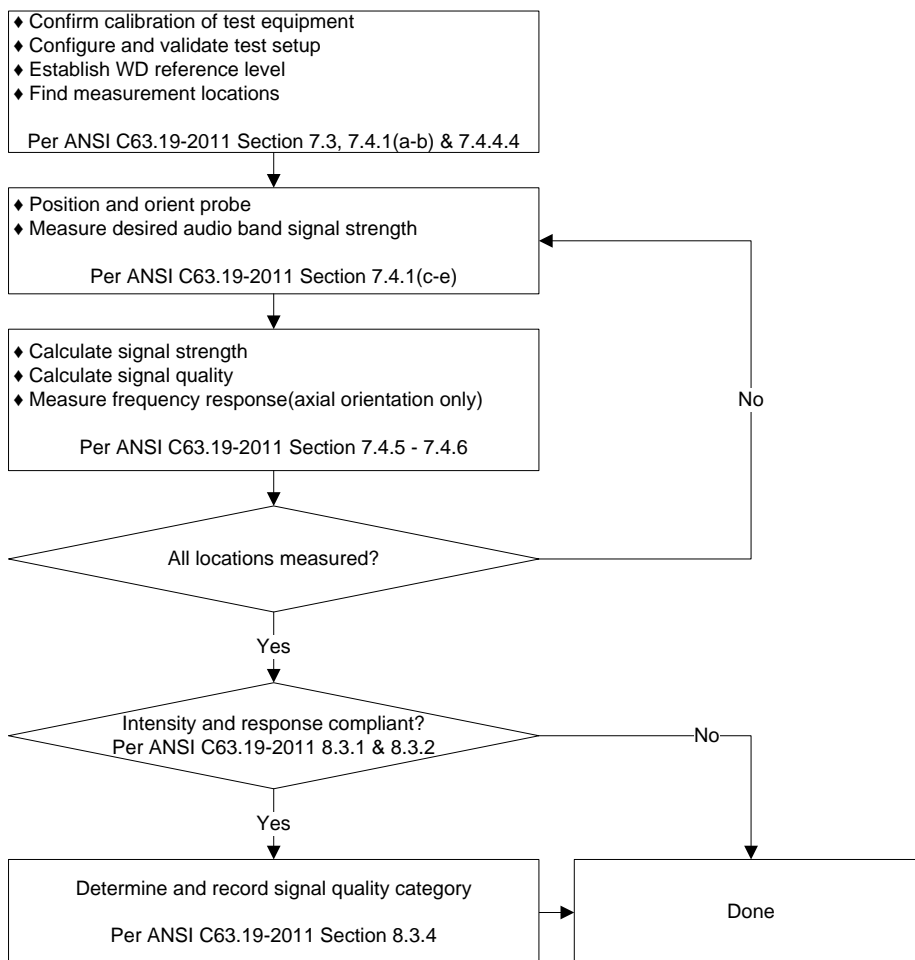 ♦ Confirm calibration of test equipment
♦ Configure and validate test setup
♦ Establish WD reference level
♦ Find measurement locations
Per ANSI C63.19-2011 Section 7.3, 7.4.1(a-b) & 7.4.4.4
♦ Position and orient probe
♦ Measure desired audio band signal strength
Per ANSI C63.19-2011 Section 7.4.1(c-e)
♦ Calculate signal strength
♦ Calculate signal quality
♦ Measure frequency response(axial orientation only)
Per ANSI C63.19-2011 Section 7.4.5 - 7.4.6
No
All locations measured?
Yes
Intensity and response compliant?
Per ANSI C63.19-2011 8.3.1 & 8.3.2
No
Yes
Determine and record signal quality category
Per ANSI C63.19-2011 Section 8.3.4
Done